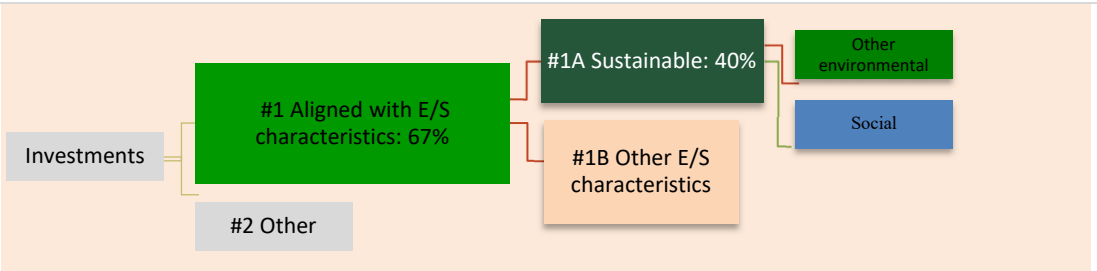 Investments
#1 Aligned with E/S
characteristics: 67%
#2 Other
#1A Sustainable: 40%
#1B Other E/S
characteristics
Other
environmental
Social